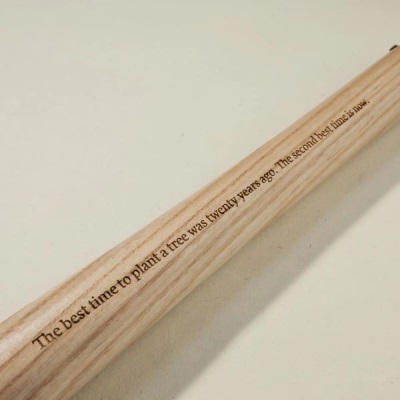 The best time to plant a tree was twenty years ago. The second best time is now.